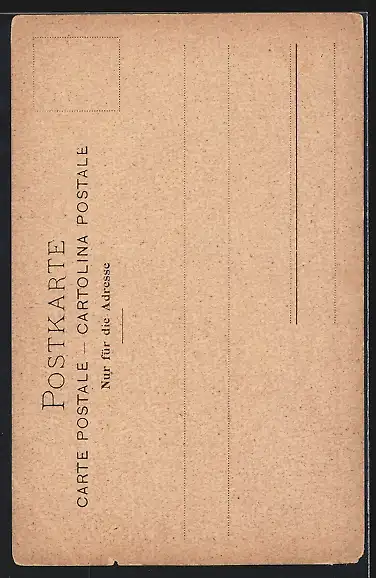 POSTKARTE
CARTE POSTALE – CARTOLINA POSTALE
Nur für die Adresse